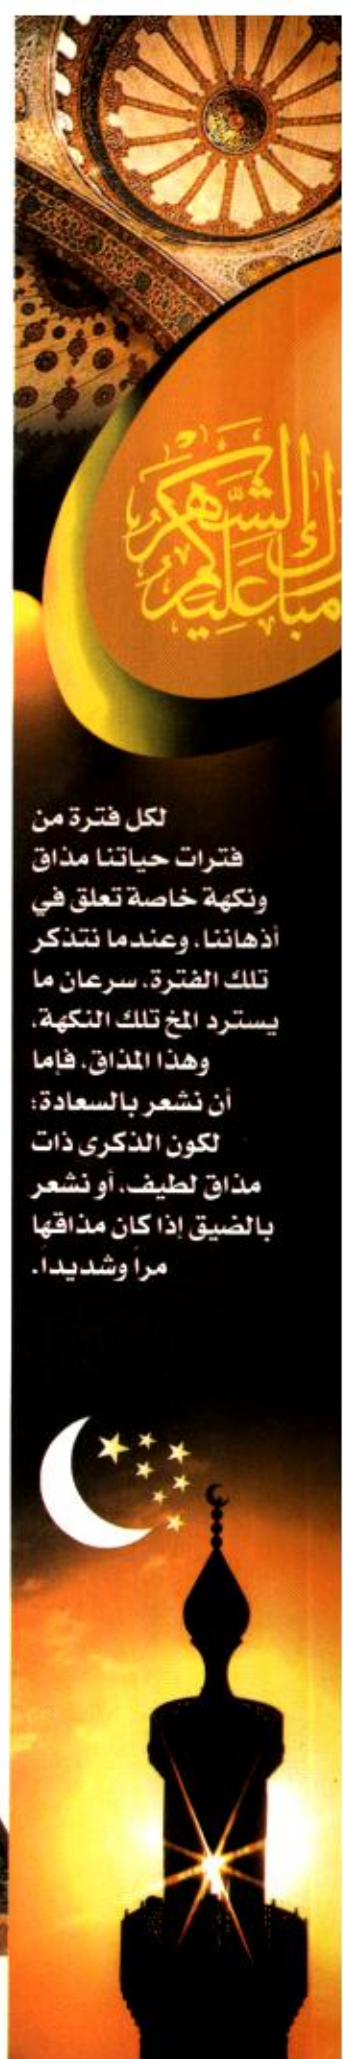 مبارك
عليكم
الشهر
لكل فترة من
فترات حياتنا مذاق
ونكهة خاصة تعلق في
أذهاننا، وعندما نتذكر
تلك الفترة، سرعان ما
يسترد المخ تلك النكهة،
وهذا المذاق، فإما
أن نشعر بالسعادة؛
لكون الذكرى ذات
مذاق لطيف، أو نشعر
بالضيق إذا كان مذاقها
مراً وشديداً.